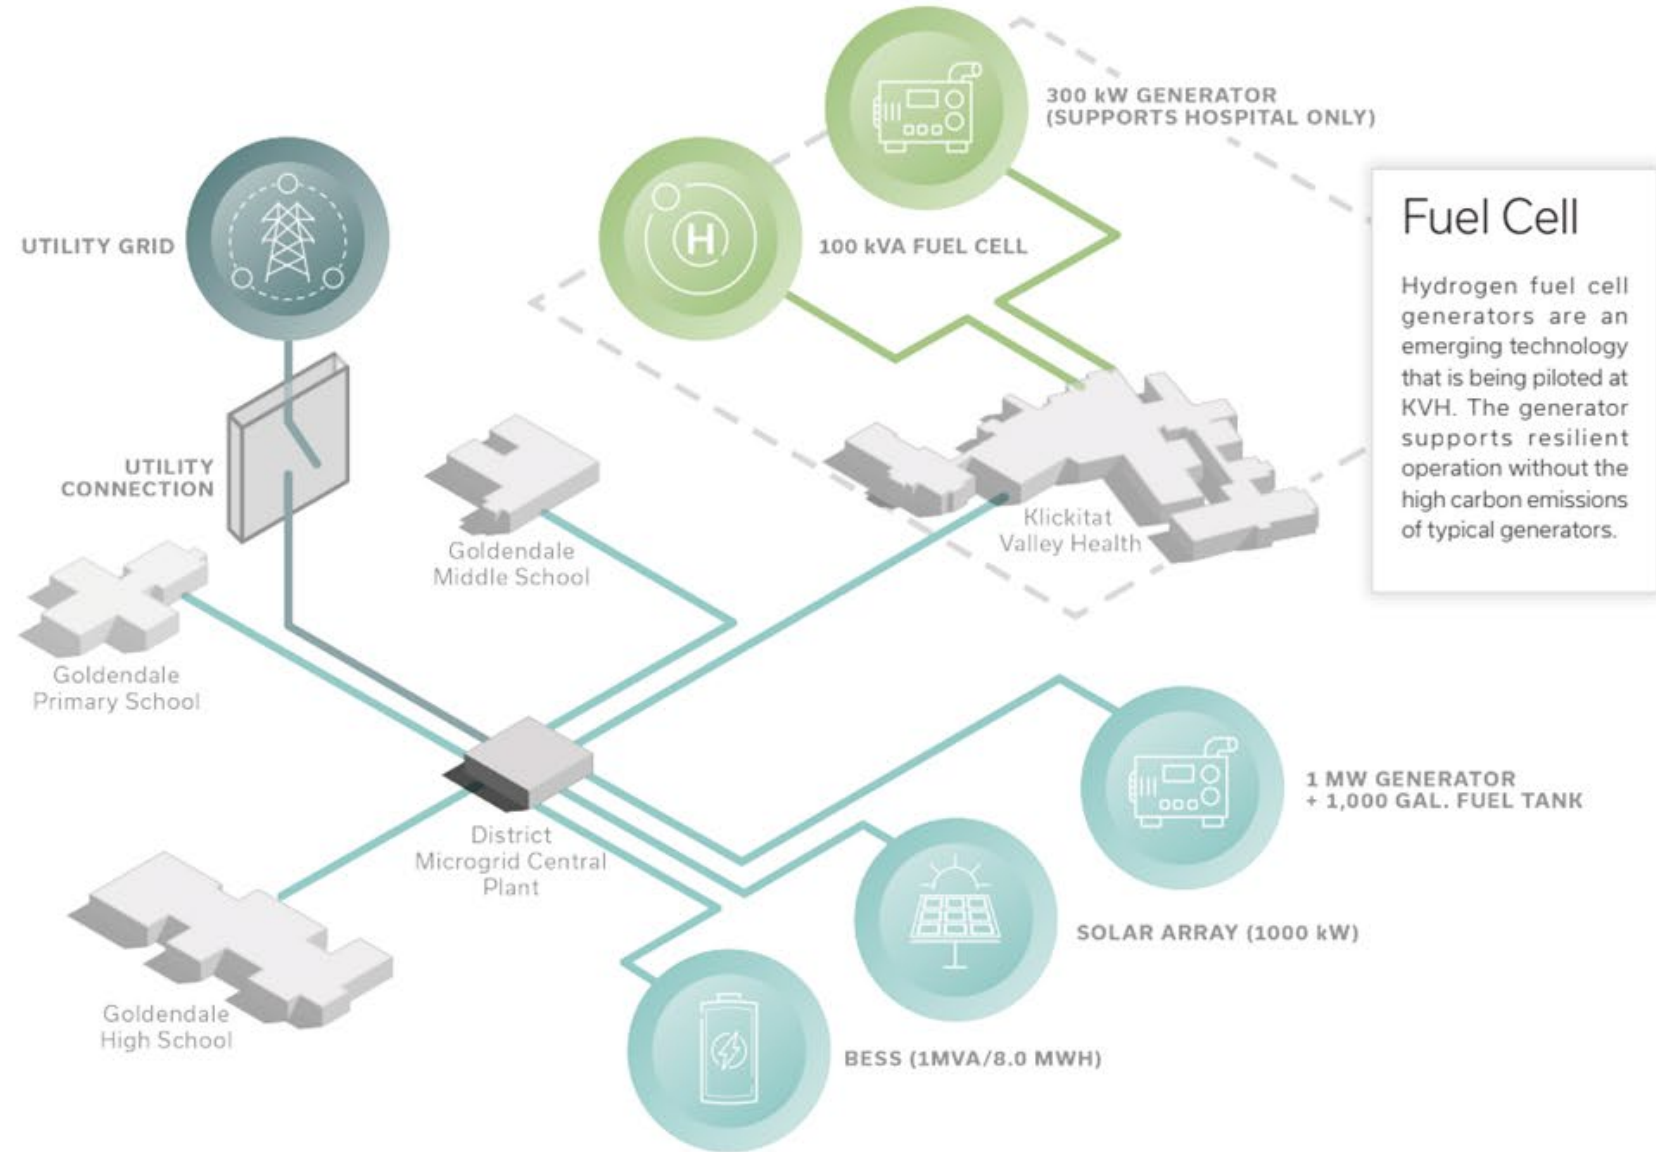 300 kW GENERATOR
(SUPPORTS HOSPITAL ONLY)
UTILITY GRID
H
100 kVA FUEL CELL
Fuel Cell
Hydrogen fuel cell
generators are an
emerging technology
that is being piloted at
KVH. The generator
supports resilient
operation without the
high carbon emissions
of typical generators.
UTILITY
CONNECTION
Goldendale
Middle School
Klickitat
Valley Health
Goldendale
Primary School
District
Microgrid Central
Plant
1 MW GENERATOR
+ 1,000 GAL. FUEL TANK
SOLAR ARRAY (1000 kW)
Goldendale
High School
BESS (1MVA/8.0 MWH)